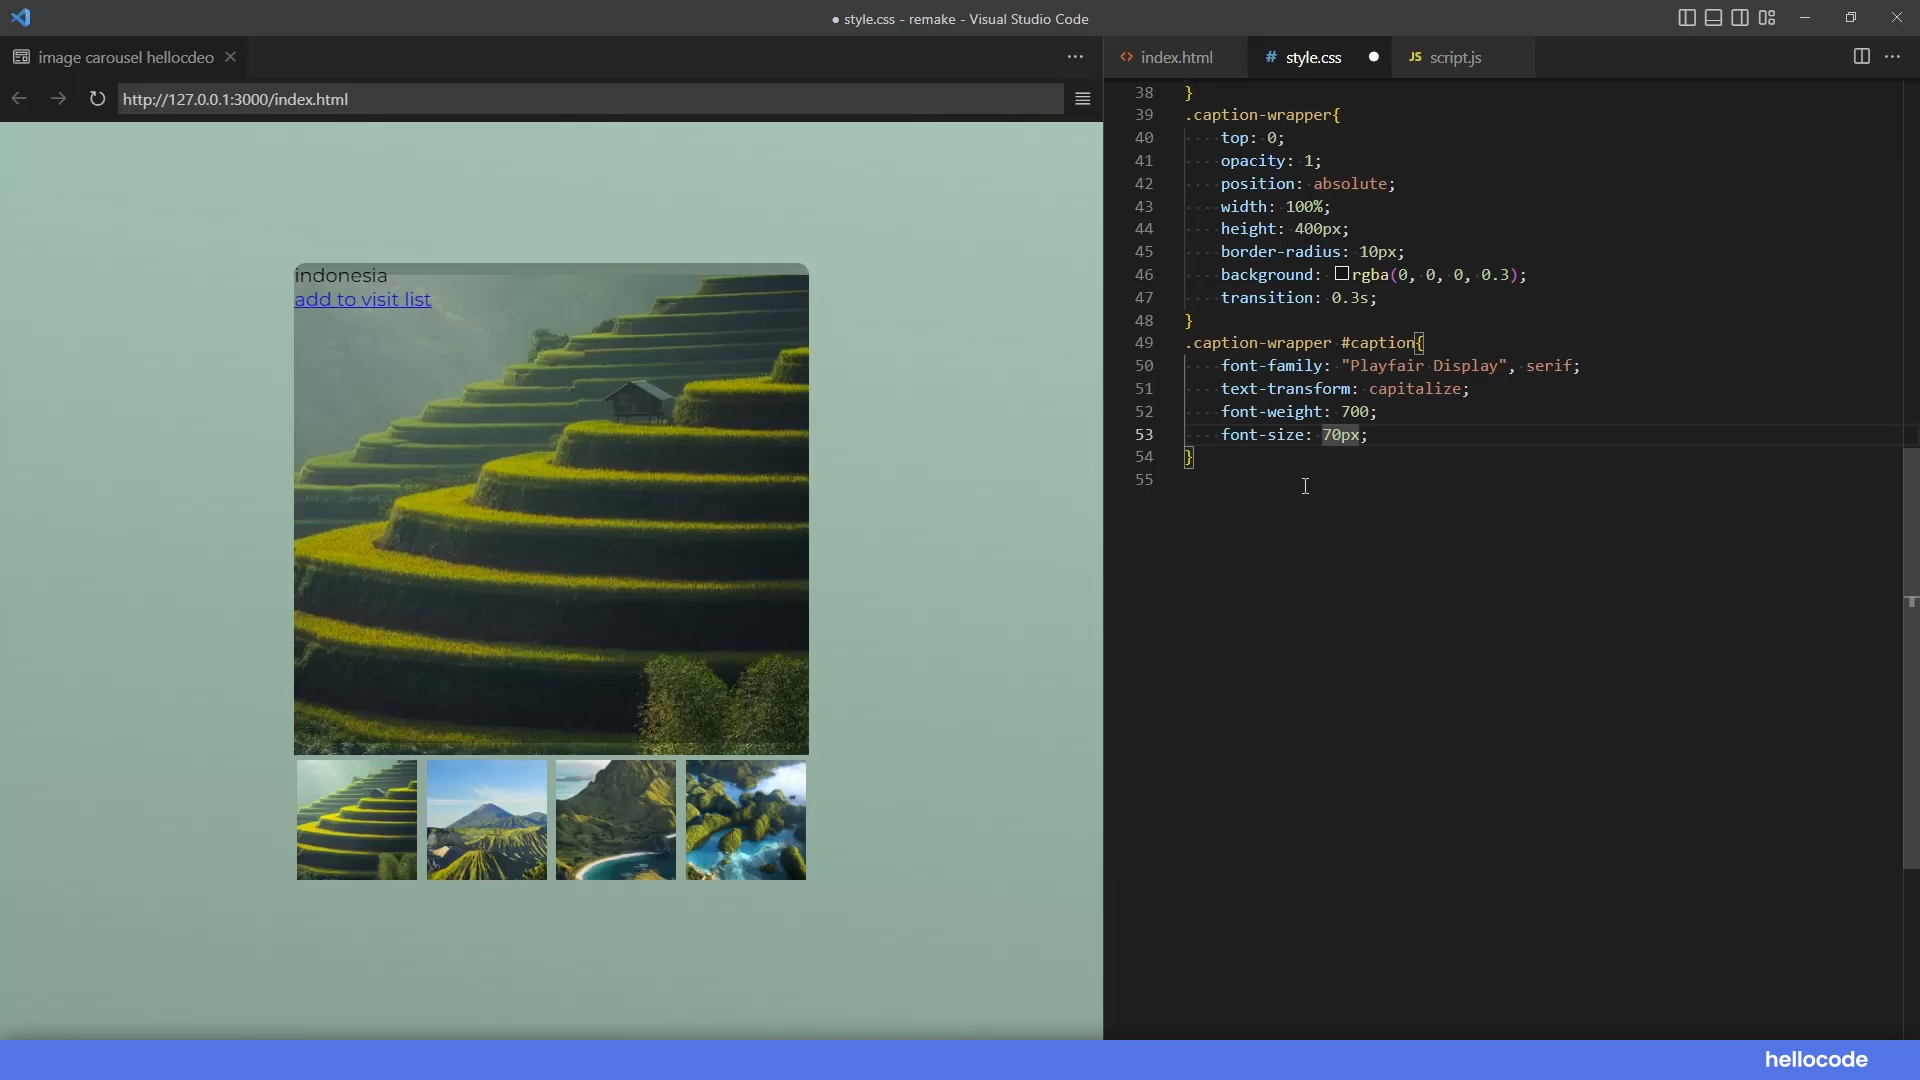 ● style.css - remake - Visual Studio Code
image carousel hellocdeo
index.html
# style.css
JS script.js
http://127.0.0.1:3000/index.html
indonesia
add to visit list
38 }
39 .caption-wrapper{
40 top: 0;
41 opacity: 1;
42 position: absolute;
43 width: 100%;
44 height: 400px;
45 border-radius: 10px;
46 background: rgba(0, 0, 0, 0.3);
47 transition: 0.3s;
48 }
49 .caption-wrapper #caption{
50 font-family: "Playfair Display", serif;
51 text-transform: capitalize;
52 font-weight: 700;
53 font-size: 70px;
54 }
55
hellocode